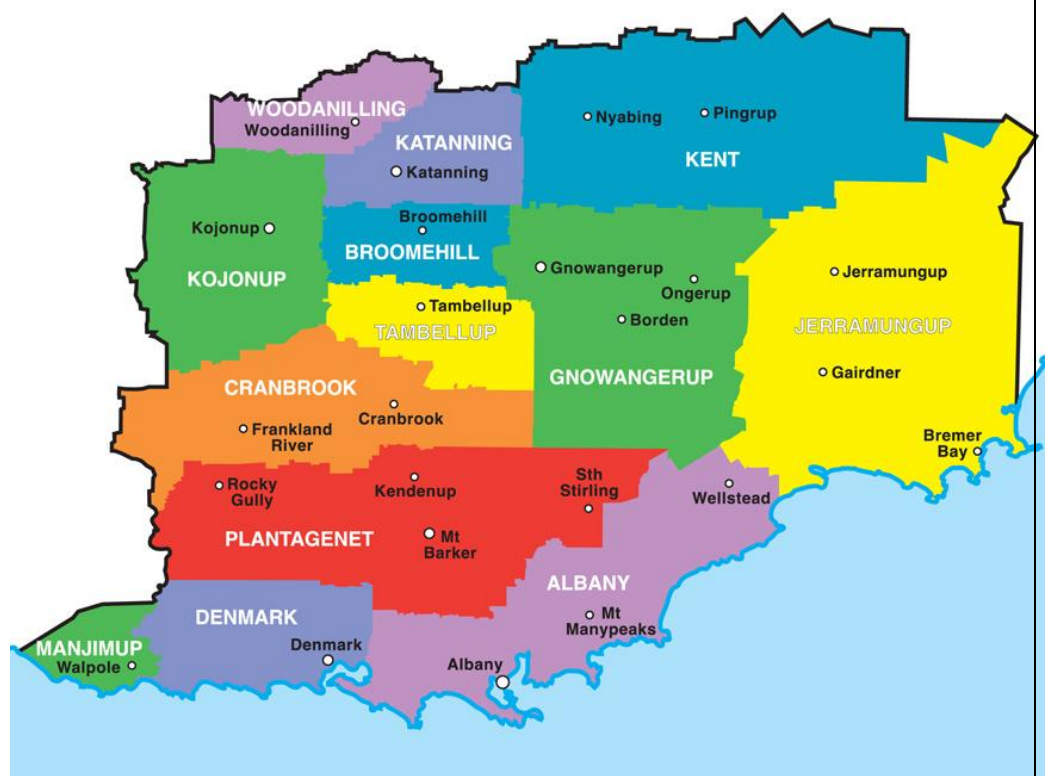 WOODANILLING
Woodanilling
KATANNING
Katanning
Nyabing
Pingrup
KENT
Kojonup
KOJONUP
Broomehill
BROOMEHILL
Gnowangerup
Ongerup
Borden
GNOWANGERUP
Jerramungup
JERRAMUNGUP
Gairdner
Bremer
Bay
Tambellup
TAMBELLUP
CRANBROOK
Cranbrook
Frankland
River
Rocky
Gully
Kendenup
Sth
Stirling
Wellstead
PLANTAGENET
Mt
Barker
ALBANY
Mt
Manypeaks
DENMARK
Denmark
MANJIMUP
Walpole
Albany